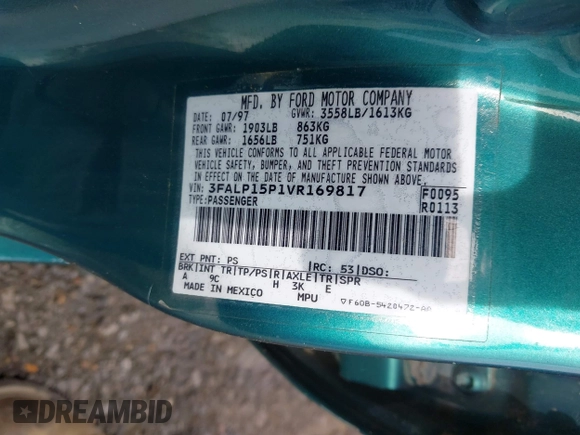 MFD. BY FORD MOTOR COMPANY
DATE: 07/97 GVWR: 3558LB/1613KG
FRONT GAWR: 1903LB 863KG
REAR GAWR: 1656LB 751KG
THIS VEHICLE CONFORMS TO ALL APPLICABLE FEDERAL MOTOR
VEHICLE SAFETY, BUMPER, AND THEFT PREVENTION STANDARDS
IN EFFECT ON THE DATE OF MANUFACTURE SHOWN ABOVE.
VIN: 3FALP15P1VR169817 F0095
TYPE: PASSENGER R0113
EXT PNT: PS RC: 53 DSO:
BRK INT TR TP/PS R AXLE TR SPR
A 9C H 3K E
MADE IN MEXICO MPU
DREAMBID